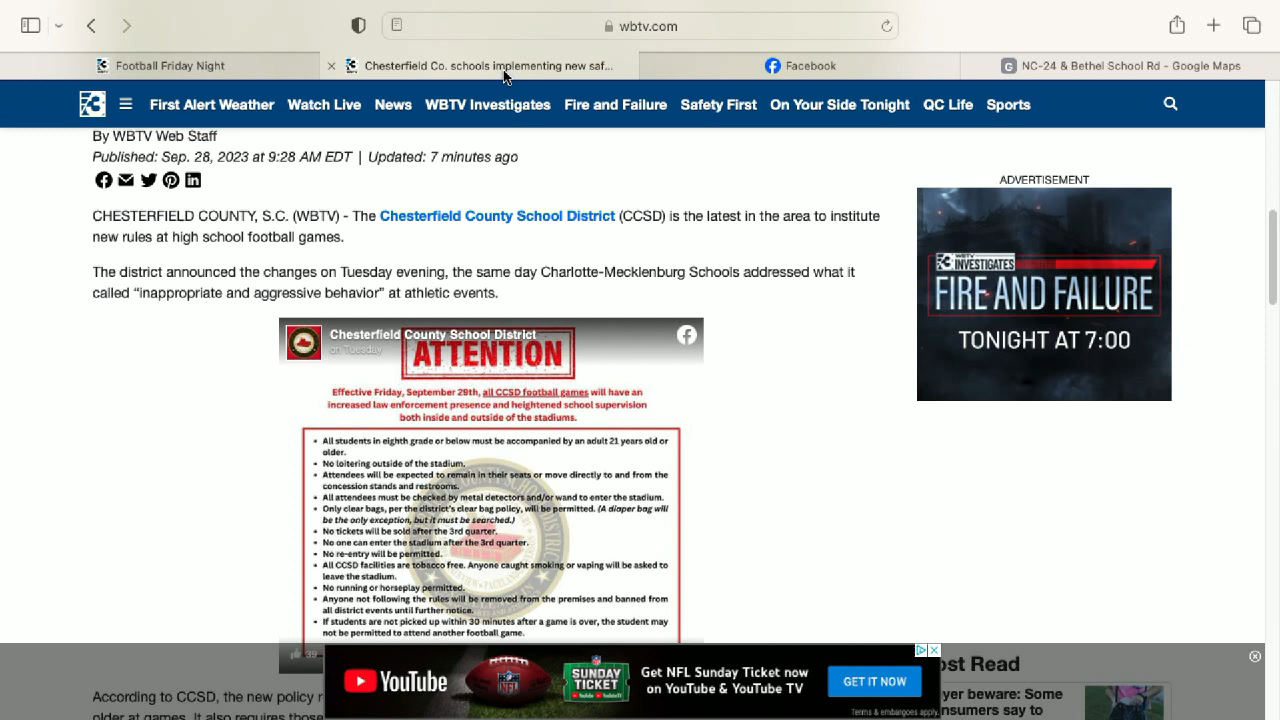 wbtv.com
Football Friday Night
Chesterfield Co. schools implementing new saf...
Facebook
G NC-24 & Bethel School Rd - Google Maps
3 First Alert Weather Watch Live News WBTV Investigates Fire and Failure Safety First On Your Side Tonight QC Life Sports
By WBTV Web Staff
Published: Sep. 28, 2023 at 9:28 AM EDT | Updated: 7 minutes ago
CHESTERFIELD COUNTY, S.C. (WBTV) - The Chesterfield County School District (CCSD) is the latest in the area to institute
new rules at high school football games.
The district announced the changes on Tuesday evening, the same day Charlotte-Mecklenburg Schools addressed what it
called “inappropriate and aggressive behavior” at athletic events.
Chesterfield County School District
on Tuesday
ATTENTION
Effective Friday, September 29th, all CCSD football games will have an
increased law enforcement presence and heightened school supervision
both inside and outside of the stadiums.
• All students in eighth grade or below must be accompanied by an adult 21 years old or
older.
• No loitering outside of the stadium.
• Attendees will be expected to remain in their seats or move directly to and from the
concession stands and restrooms.
• All attendees must be checked by metal detectors and/or wand to enter the stadium.
• Only clear bags, per the district's clear bag policy, will be permitted. (A diaper bag will
be the only exception, but it must be searched.)
• No tickets will be sold after the 3rd quarter.
• No one can enter the stadium after the 3rd quarter.
• No re-entry will be permitted.
• All CCSD facilities are tobacco free. Anyone caught smoking or vaping will be asked to
leave the stadium.
• No running or horseplay permitted.
• Anyone not following the rules will be removed from the premises and banned from
all district events until further notice.
• If students are not picked up within 30 minutes after a game is over, the student may
not be permitted to attend another football game.
39
According to CCSD, the new policy r
older at games. It also requires those
ADVERTISEMENT
3 WBTV
INVESTIGATES
FIRE AND FAILURE
TONIGHT AT 7:00
ost Read
yer beware: Some
nsumers say to
YouTube
NFL
SUNDAY
TICKET
Get NFL Sunday Ticket now
on YouTube & YouTube TV
GET IT NOW
Terms & embargoes apply.